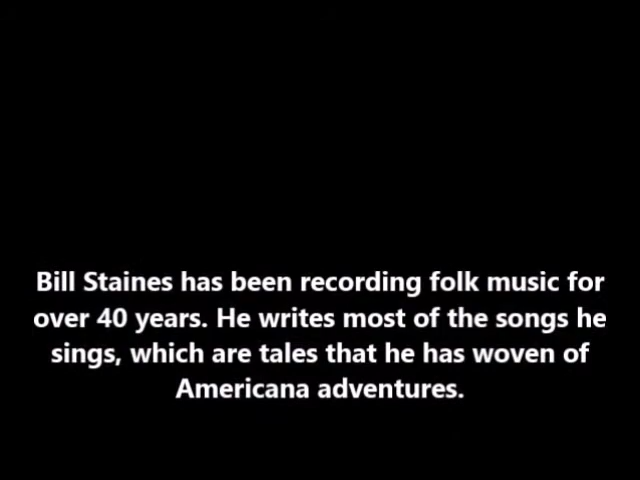 Bill Staines has been recording folk music for
over 40 years. He writes most of the songs he
sings, which are tales that he has woven of
Americana adventures.